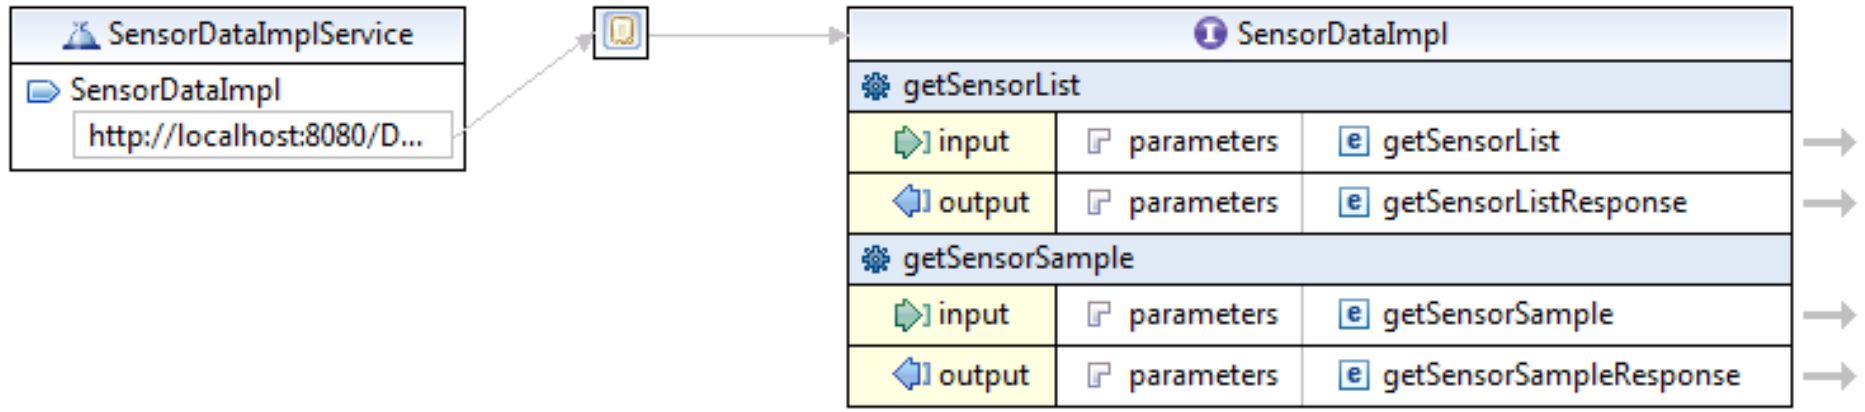 SensorDataImplService
SensorDataImpl
http://localhost:8080/D...
I SensorDataImpl
getSensorList
input parameters e getSensorList
output parameters e getSensorListResponse
getSensorSample
input parameters e getSensorSample
output parameters e getSensorSampleResponse